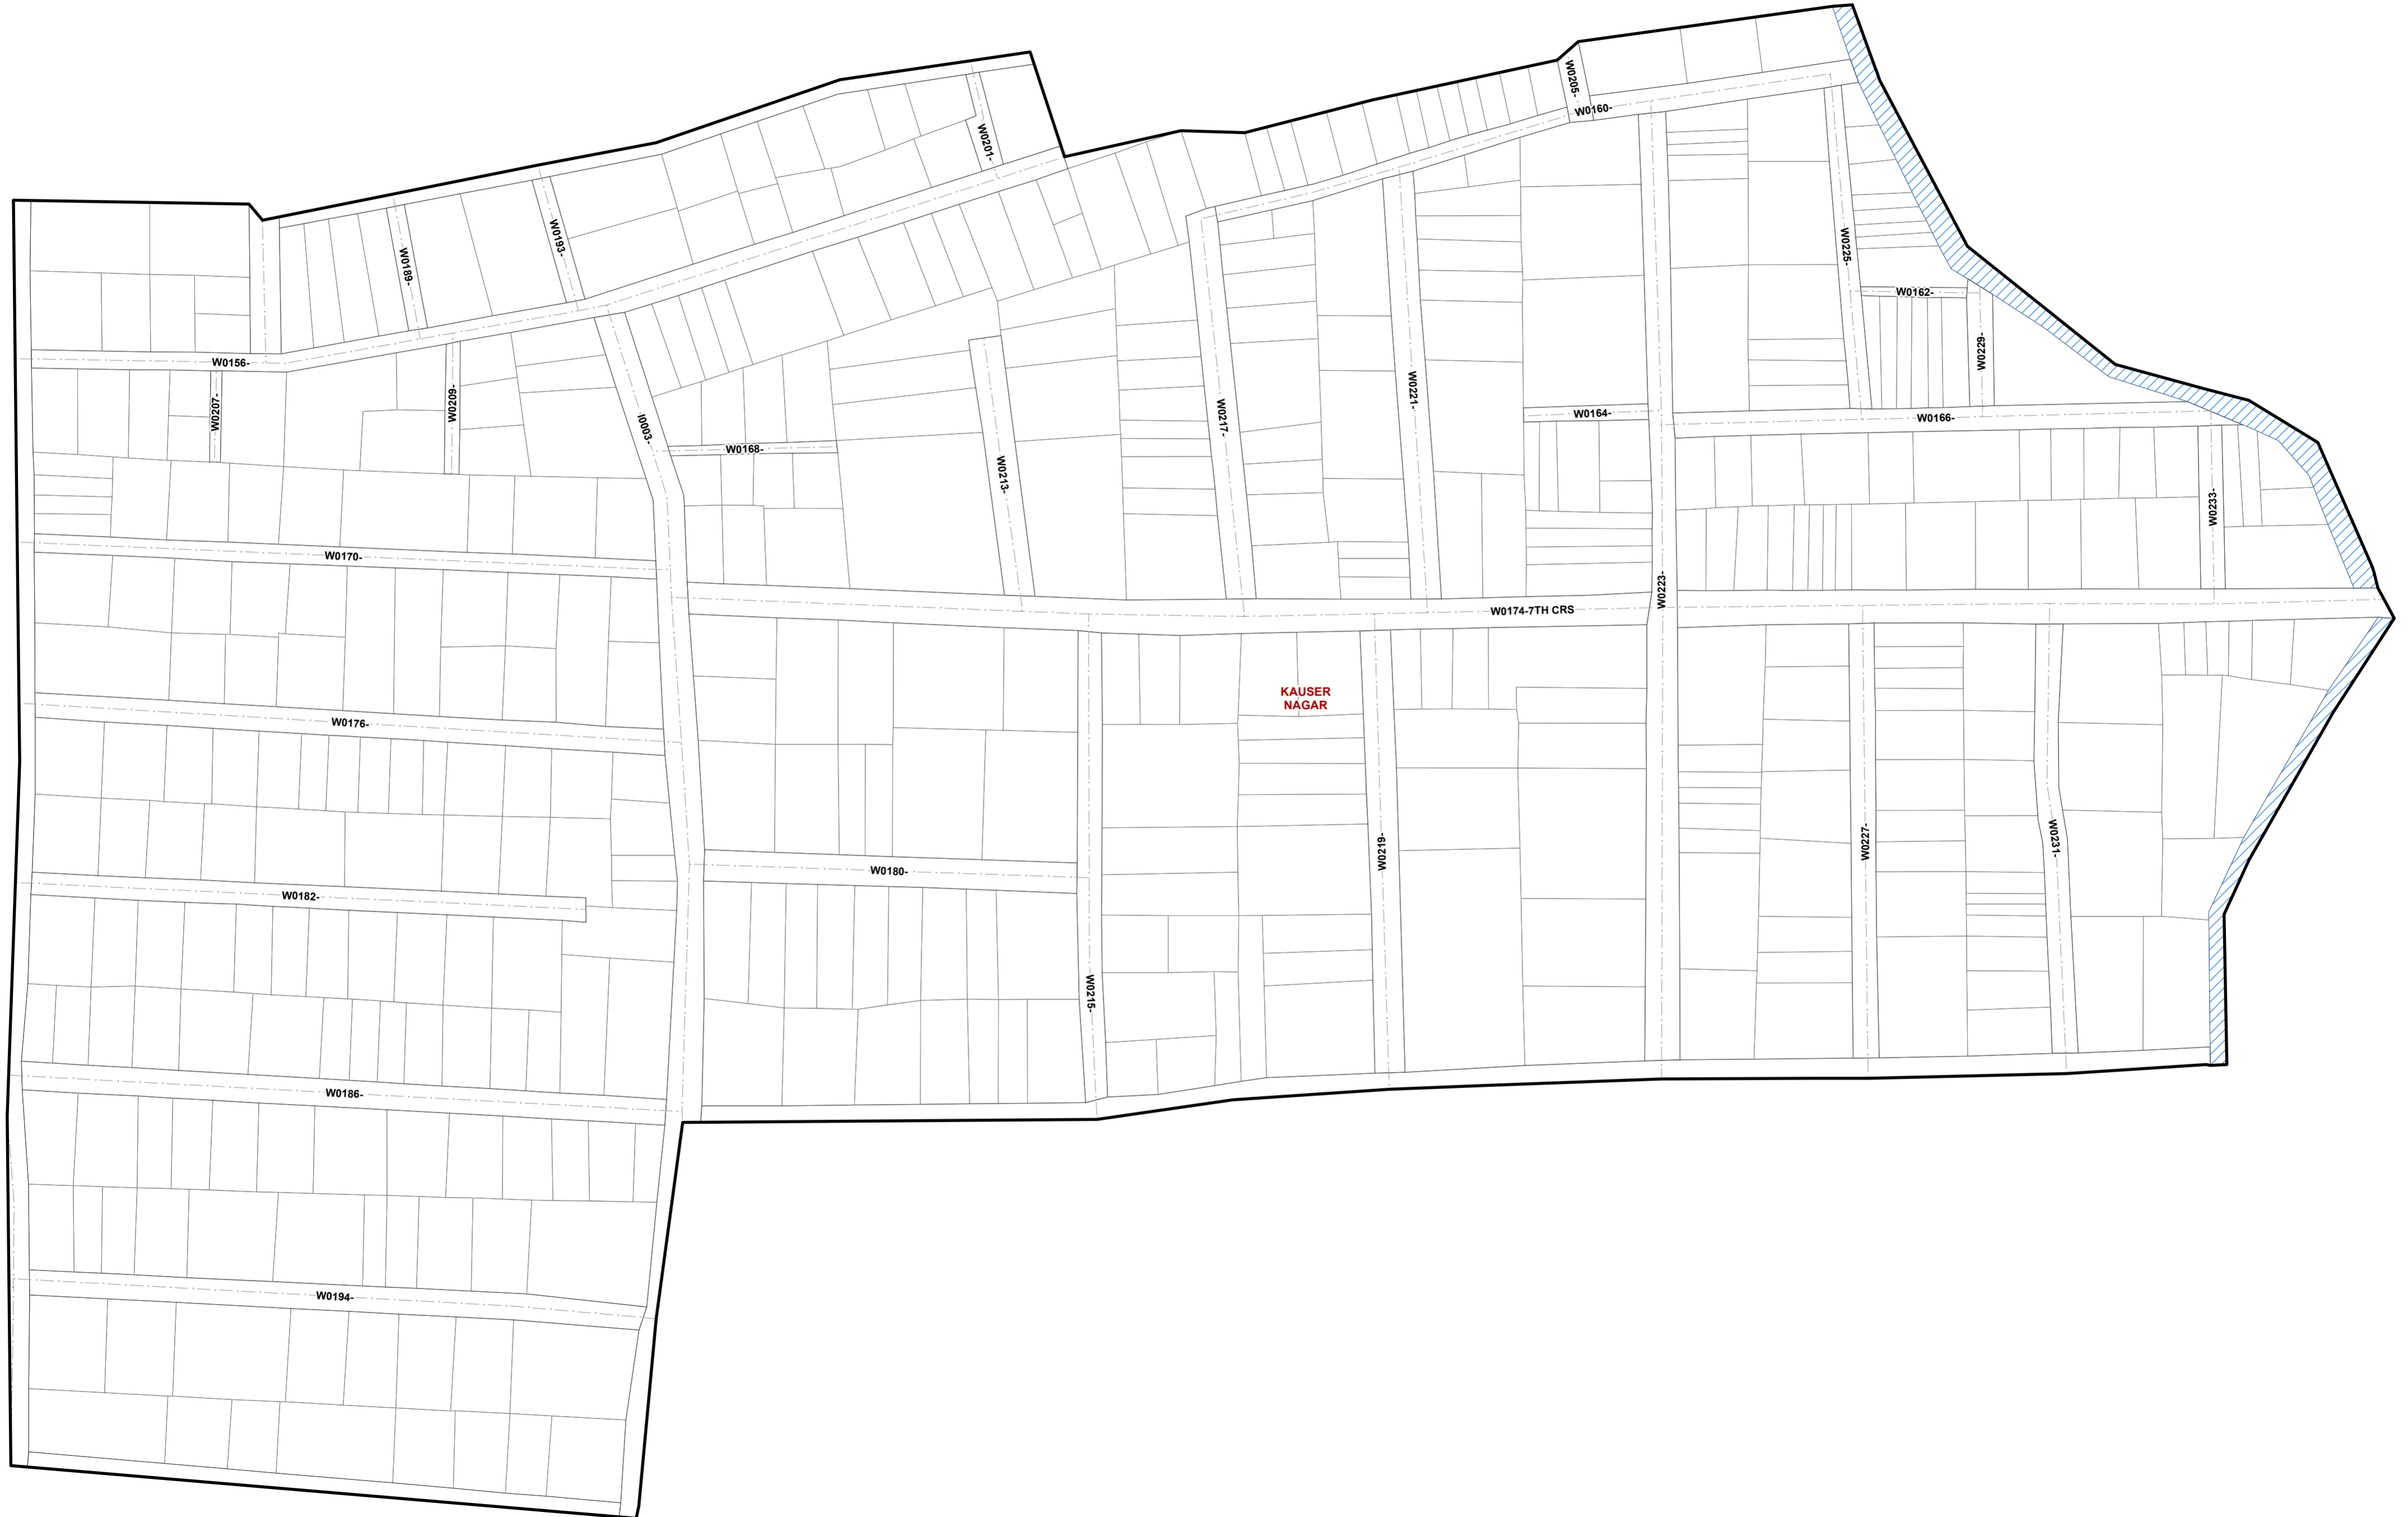 W0205-
W0160-
W0201-
W0193-
W0189-
W0225-
W0162-
W0229-
W0156-
W0207-
W0209-
I0003-
W0217-
W0221-
W0164-
W0166-
W0168-
W0213-
W0233-
W0170-
W0223-
W0174-7TH CRS
KAUSER
NAGAR
W0176-
W0219-
W0227-
W0231-
W0180-
W0182-
W0215-
W0186-
W0194-